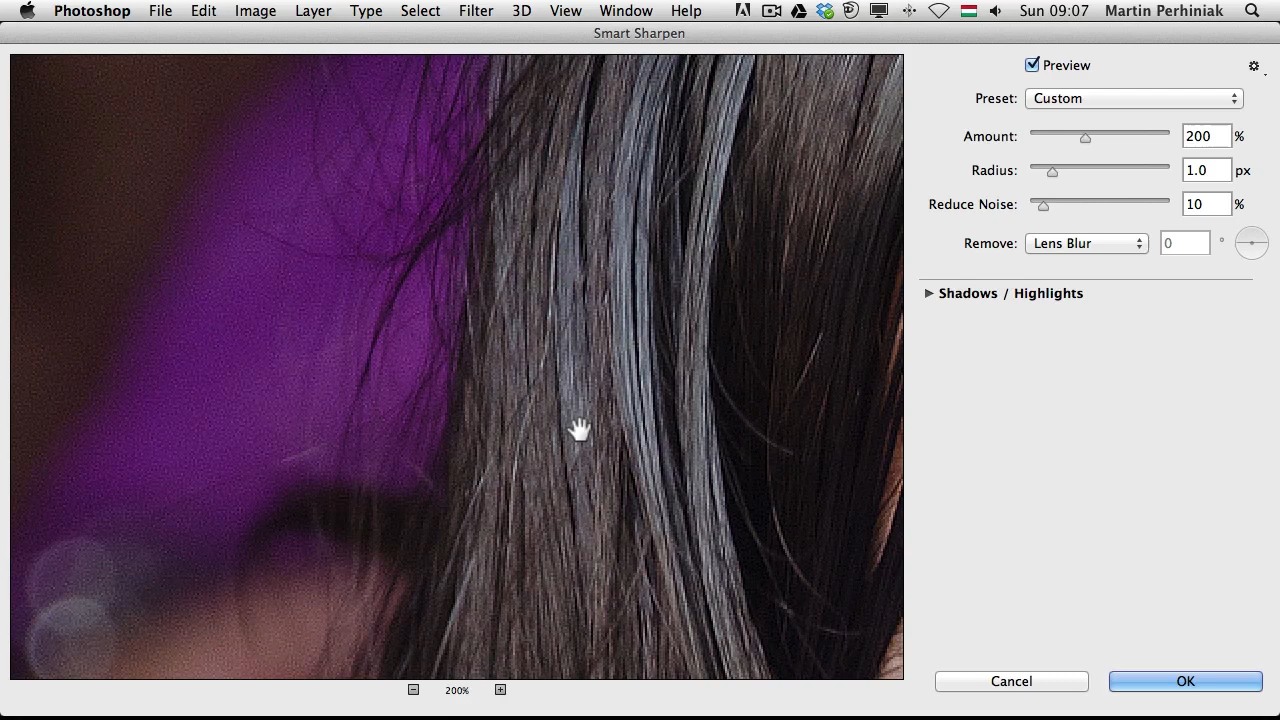 Photoshop File Edit Image Layer Type Select Filter 3D View Window Help Sun 09:07 Martin Perhiniak
Smart Sharpen
Preview
Preset: Custom
Amount: 200 %
Radius: 1.0 px
Reduce Noise: 10 %
Remove: Lens Blur 0 °
Shadows / Highlights
Cancel OK
200%